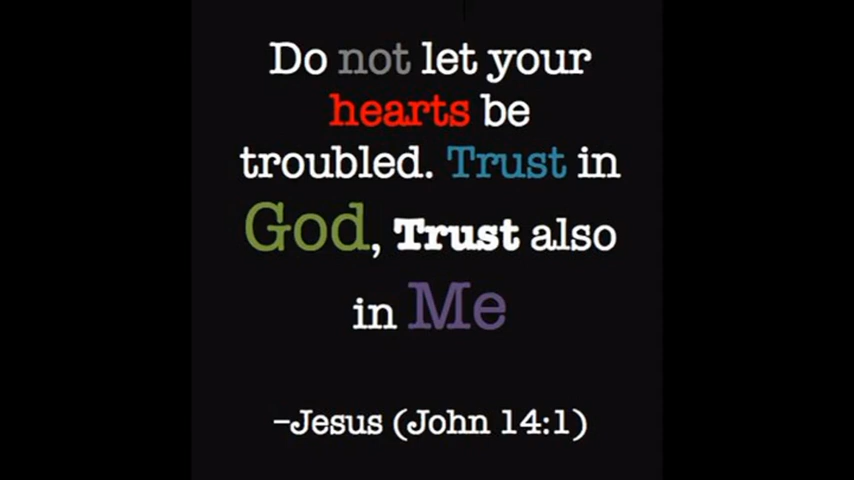 Do not let your
hearts be
troubled. Trust in
God, Trust also
in Me
-Jesus (John 14:1)